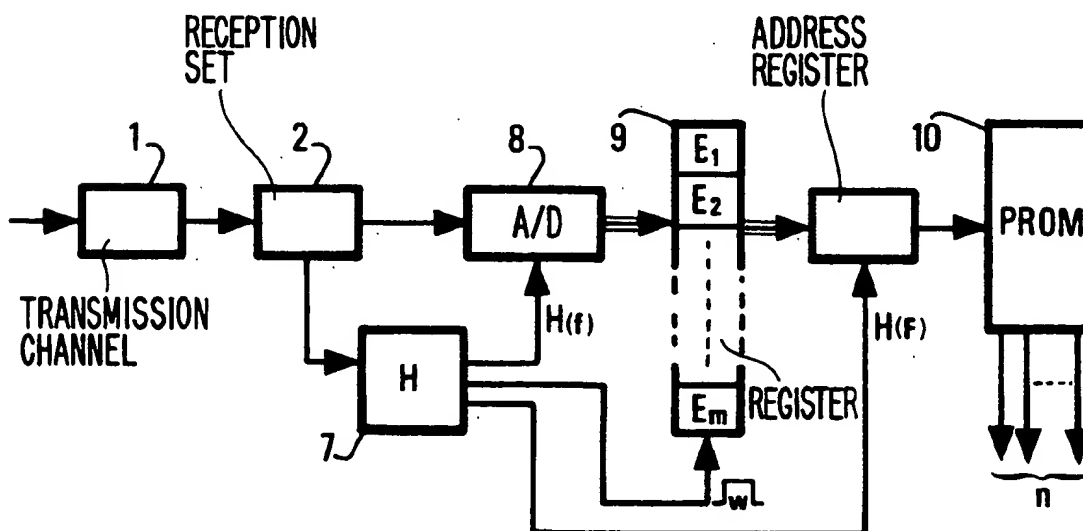 RECEPTION
SET
ADDRESS
REGISTER
1
2
8
9
10
E1
E2
A/D
PROM
TRANSMISSION
CHANNEL
H(f)
H(F)
H
REGISTER
Em
7
w
n